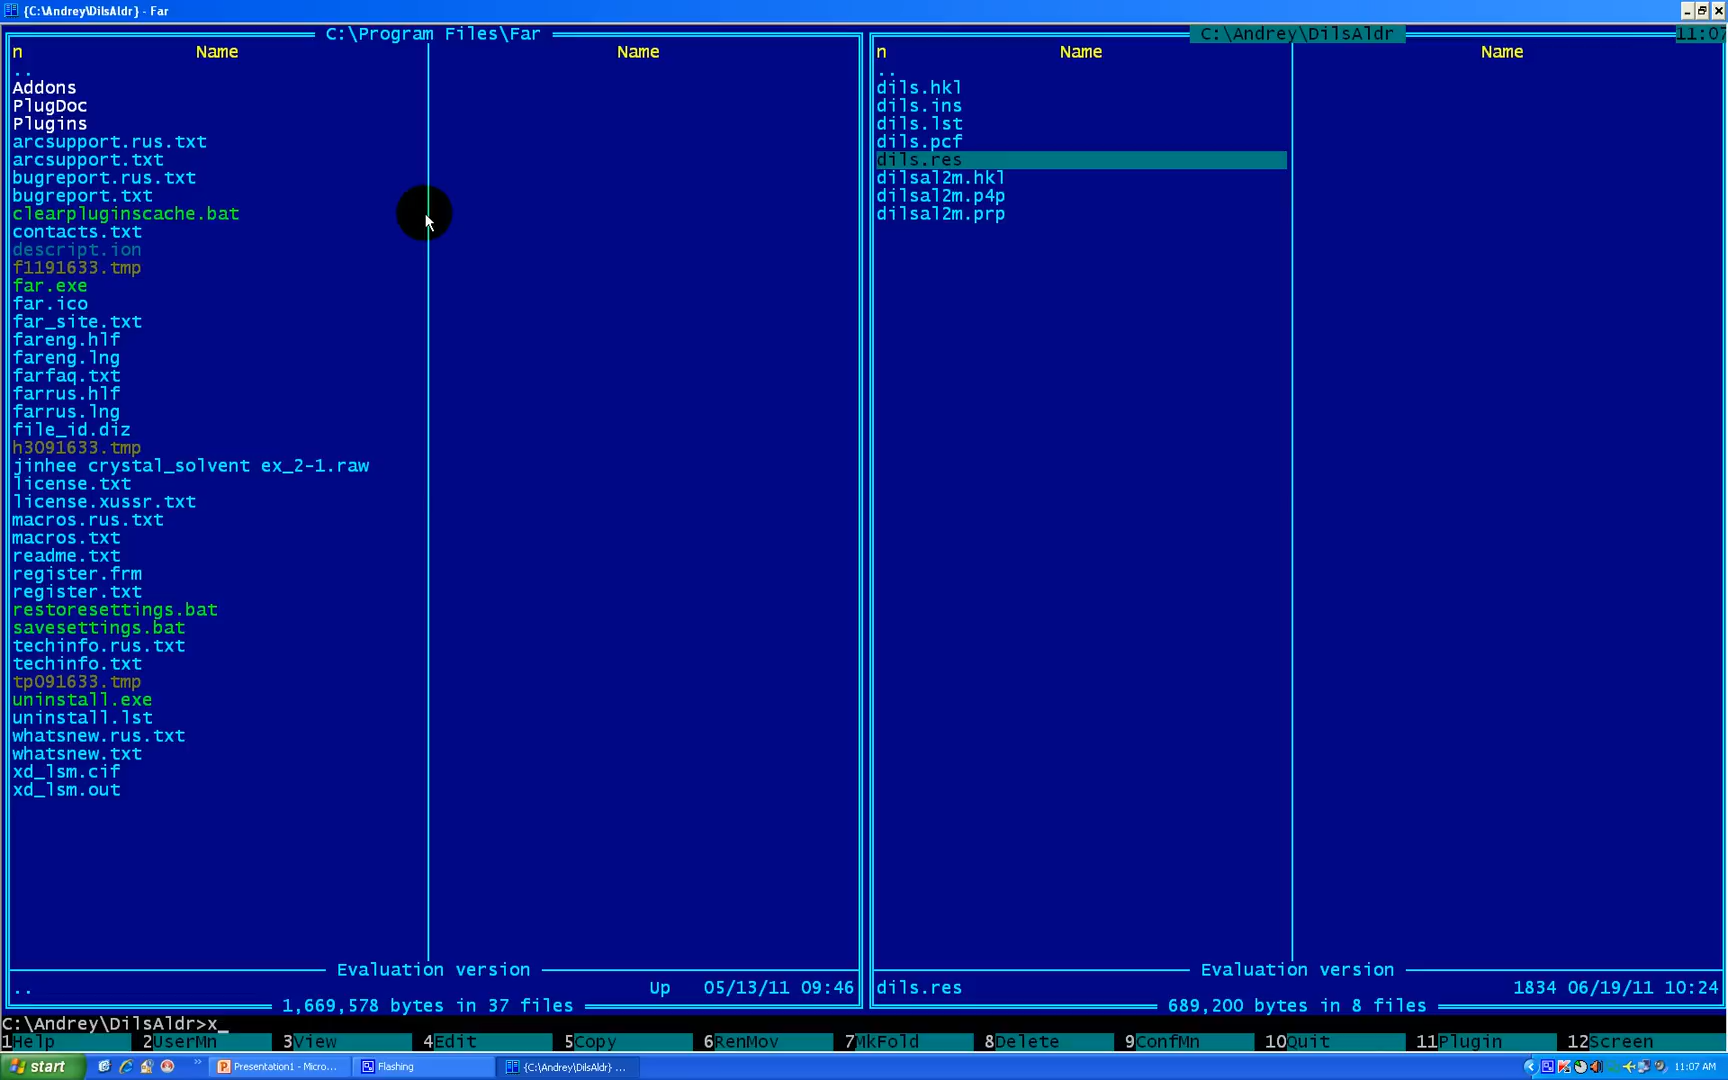 {C:\Andrey\DilsAldr} - Far
C:\Program Files\Far
n Name Name
..
Addons
PlugDoc
Plugins
arcsupport.rus.txt
arcsupport.txt
bugreport.rus.txt
bugreport.txt
clearpluginscache.bat
contacts.txt
descript.ion
f1191633.tmp
far.exe
far.ico
far_site.txt
fareng.hlf
fareng.lng
farfaq.txt
farrus.hlf
farrus.lng
file_id.diz
h3091633.tmp
jinhee crystal_solvent ex_2-1.raw
license.txt
license.xussr.txt
macros.rus.txt
macros.txt
readme.txt
register.frm
register.txt
restoresettings.bat
savesettings.bat
techinfo.rus.txt
techinfo.txt
tp091633.tmp
uninstall.exe
uninstall.lst
whatsnew.rus.txt
whatsnew.txt
xd_lsm.cif
xd_lsm.out
Evaluation version
.. Up 05/13/11 09:46
1,669,578 bytes in 37 files
C:\Andrey\DilsAldr 11:07
n Name Name
..
dils.hkl
dils.ins
dils.lst
dils.pcf
dils.res
dilsal2m.hkl
dilsal2m.p4p
dilsal2m.prp
Evaluation version
dils.res 1834 06/19/11 10:24
689,200 bytes in 8 files
C:\Andrey\DilsAldr>x_
1Help 2UserMn 3View 4Edit 5Copy 6RenMov 7MkFold 8Delete 9ConfMn 10Quit 11Plugin 12Screen
start Presentation1 - Micro... Flashing {C:\Andrey\DilsAldr} ... 11:07 AM